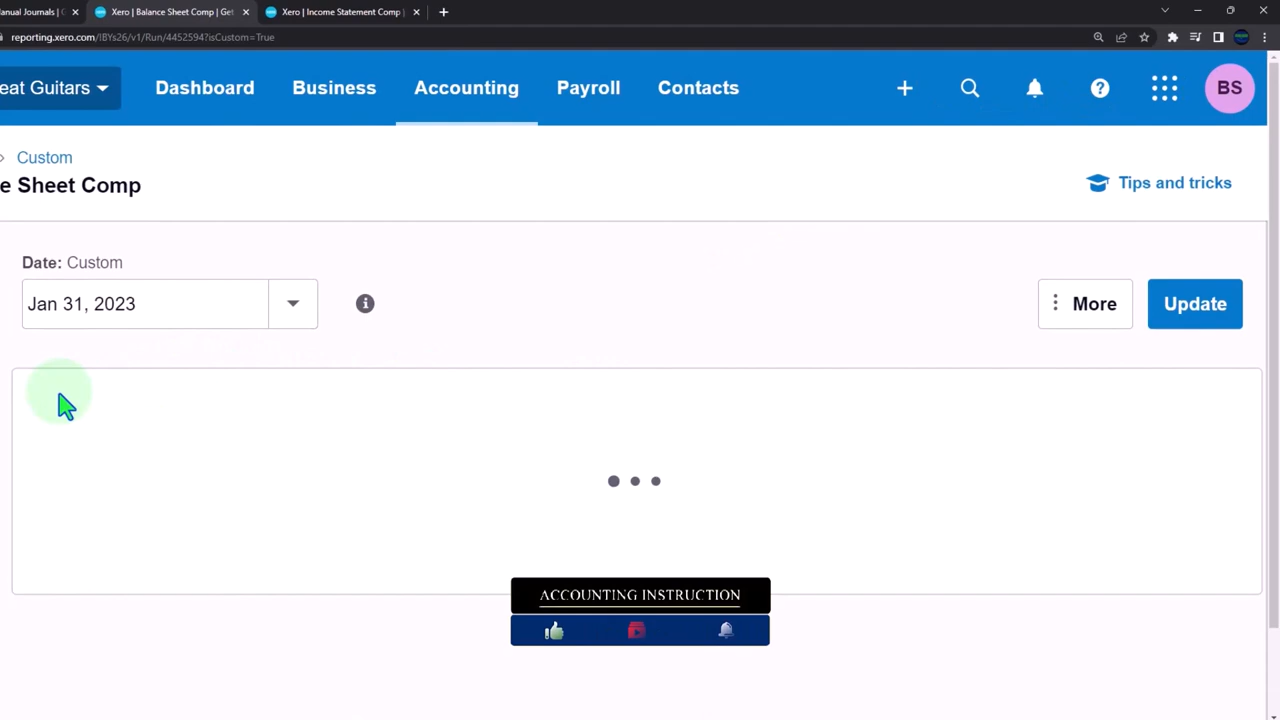 anual Journals | G
Xero | Balance Sheet Comp | Get
Xero | Income Statement Comp |
reporting.xero.com/!BYs26/v1/Run/4452594?isCustom=True
eat Guitars
Dashboard
Business
Accounting
Payroll
Contacts
BS
Custom
e Sheet Comp
Tips and tricks
Date: Custom
Jan 31, 2023
More
Update
ACCOUNTING INSTRUCTION